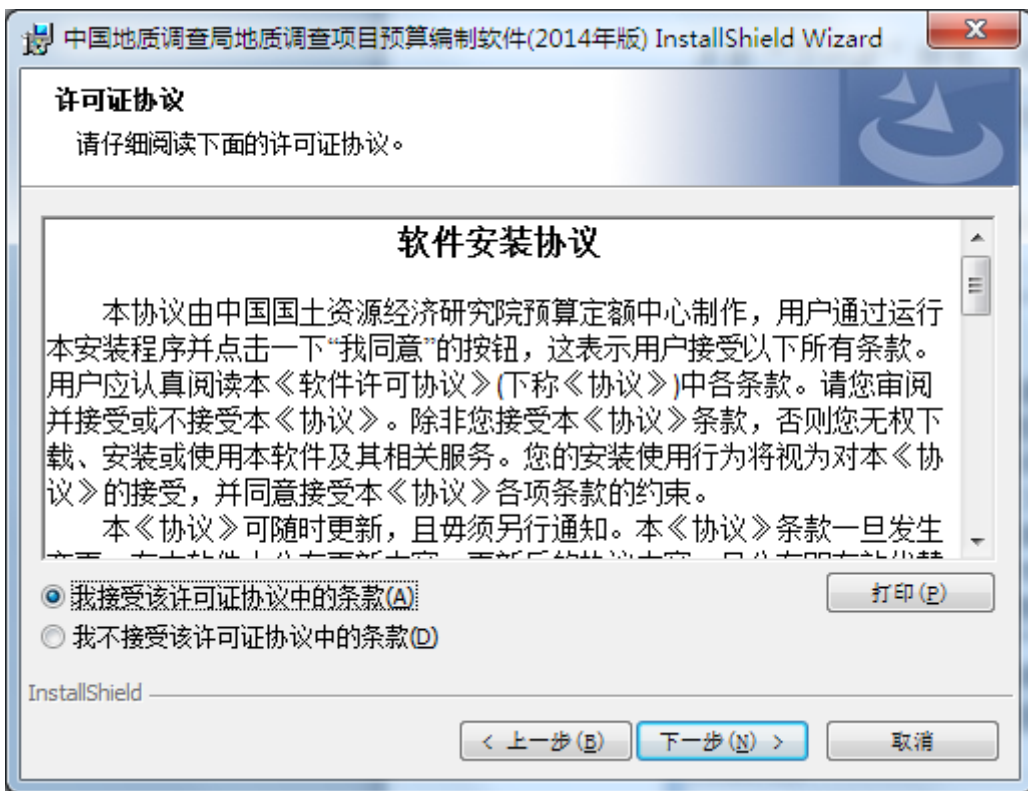 中国地质调查局地质调查项目预算编制软件(2014年版) InstallShield Wizard
许可证协议
请仔细阅读下面的许可证协议。
软件安装协议
本协议由中国国土资源经济研究院预算定额中心制作，用户通过运行
本安装程序并点击一下“我同意”的按钮，这表示用户接受以下所有条款。
用户应认真阅读本《软件许可协议》(下称《协议》)中各条款。请您审阅
并接受或不接受本《协议》。除非您接受本《协议》条款，否则您无权下
载、安装或使用本软件及其相关服务。您的安装使用行为将视为对本《协
议》的接受，并同意接受本《协议》各项条款的约束。
本《协议》可随时更新，且毋须另行通知。本《协议》条款一旦发生
我接受该许可证协议中的条款(A)
打印(P)
我不接受该许可证协议中的条款(D)
InstallShield
< 上一步(B)
下一步(N) >
取消